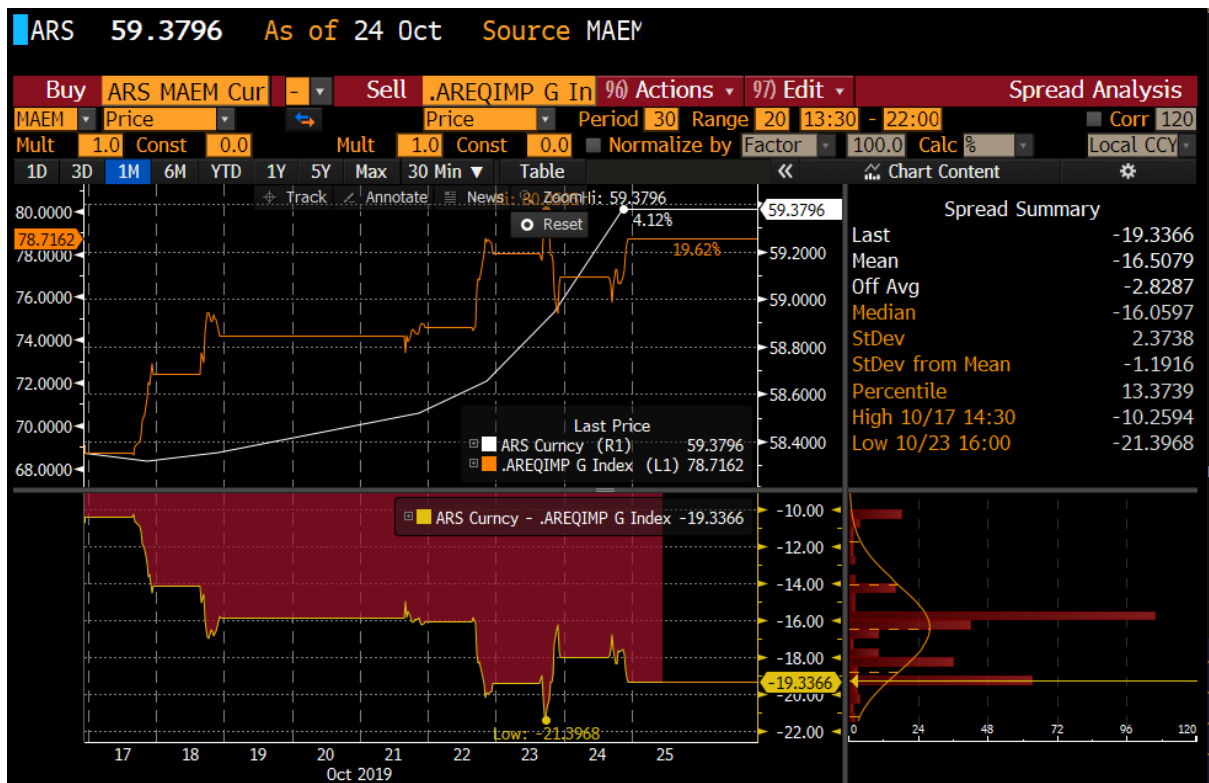 ARS 59.3796 As of 24 Oct Source MAEM
Buy ARS MAEM Cur - Sell .AREQIMP G In 96) Actions 97) Edit Spread Analysis
MAEM Price Price Period 30 Range 20 13:30 - 22:00 Corr 120
Mult 1.0 Const 0.0 Mult 1.0 Const 0.0 Normalize by Factor 100.0 Calc % Local CCY
1D 3D 1M 6M YTD 1Y 5Y Max 30 Min ▼ Table « Chart Content
Track Annotate News Zoom Hi: 59.3796
Reset
4.12%
19.62%
80.0000
78.7162
78.0000
76.0000
74.0000
72.0000
70.0000
68.0000
59.3796
59.2000
59.0000
58.8000
58.6000
58.4000
Last Price
ARS Curncy (R1) 59.3796
.AREQIMP G Index (L1) 78.7162
Spread Summary
Last -19.3366
Mean -16.5079
Off Avg -2.8287
Median -16.0597
StDev 2.3738
StDev from Mean -1.1916
Percentile 13.3739
High 10/17 14:30 -10.2594
Low 10/23 16:00 -21.3968
ARS Curncy - .AREQIMP G Index -19.3366
-10.00
-12.00
-14.00
-16.00
-18.00
-19.3366
-20.00
-22.00
Low: -21.3968
0 24 48 72 96 120
17 18 19 20 21 22 23 24 25
Oct 2019